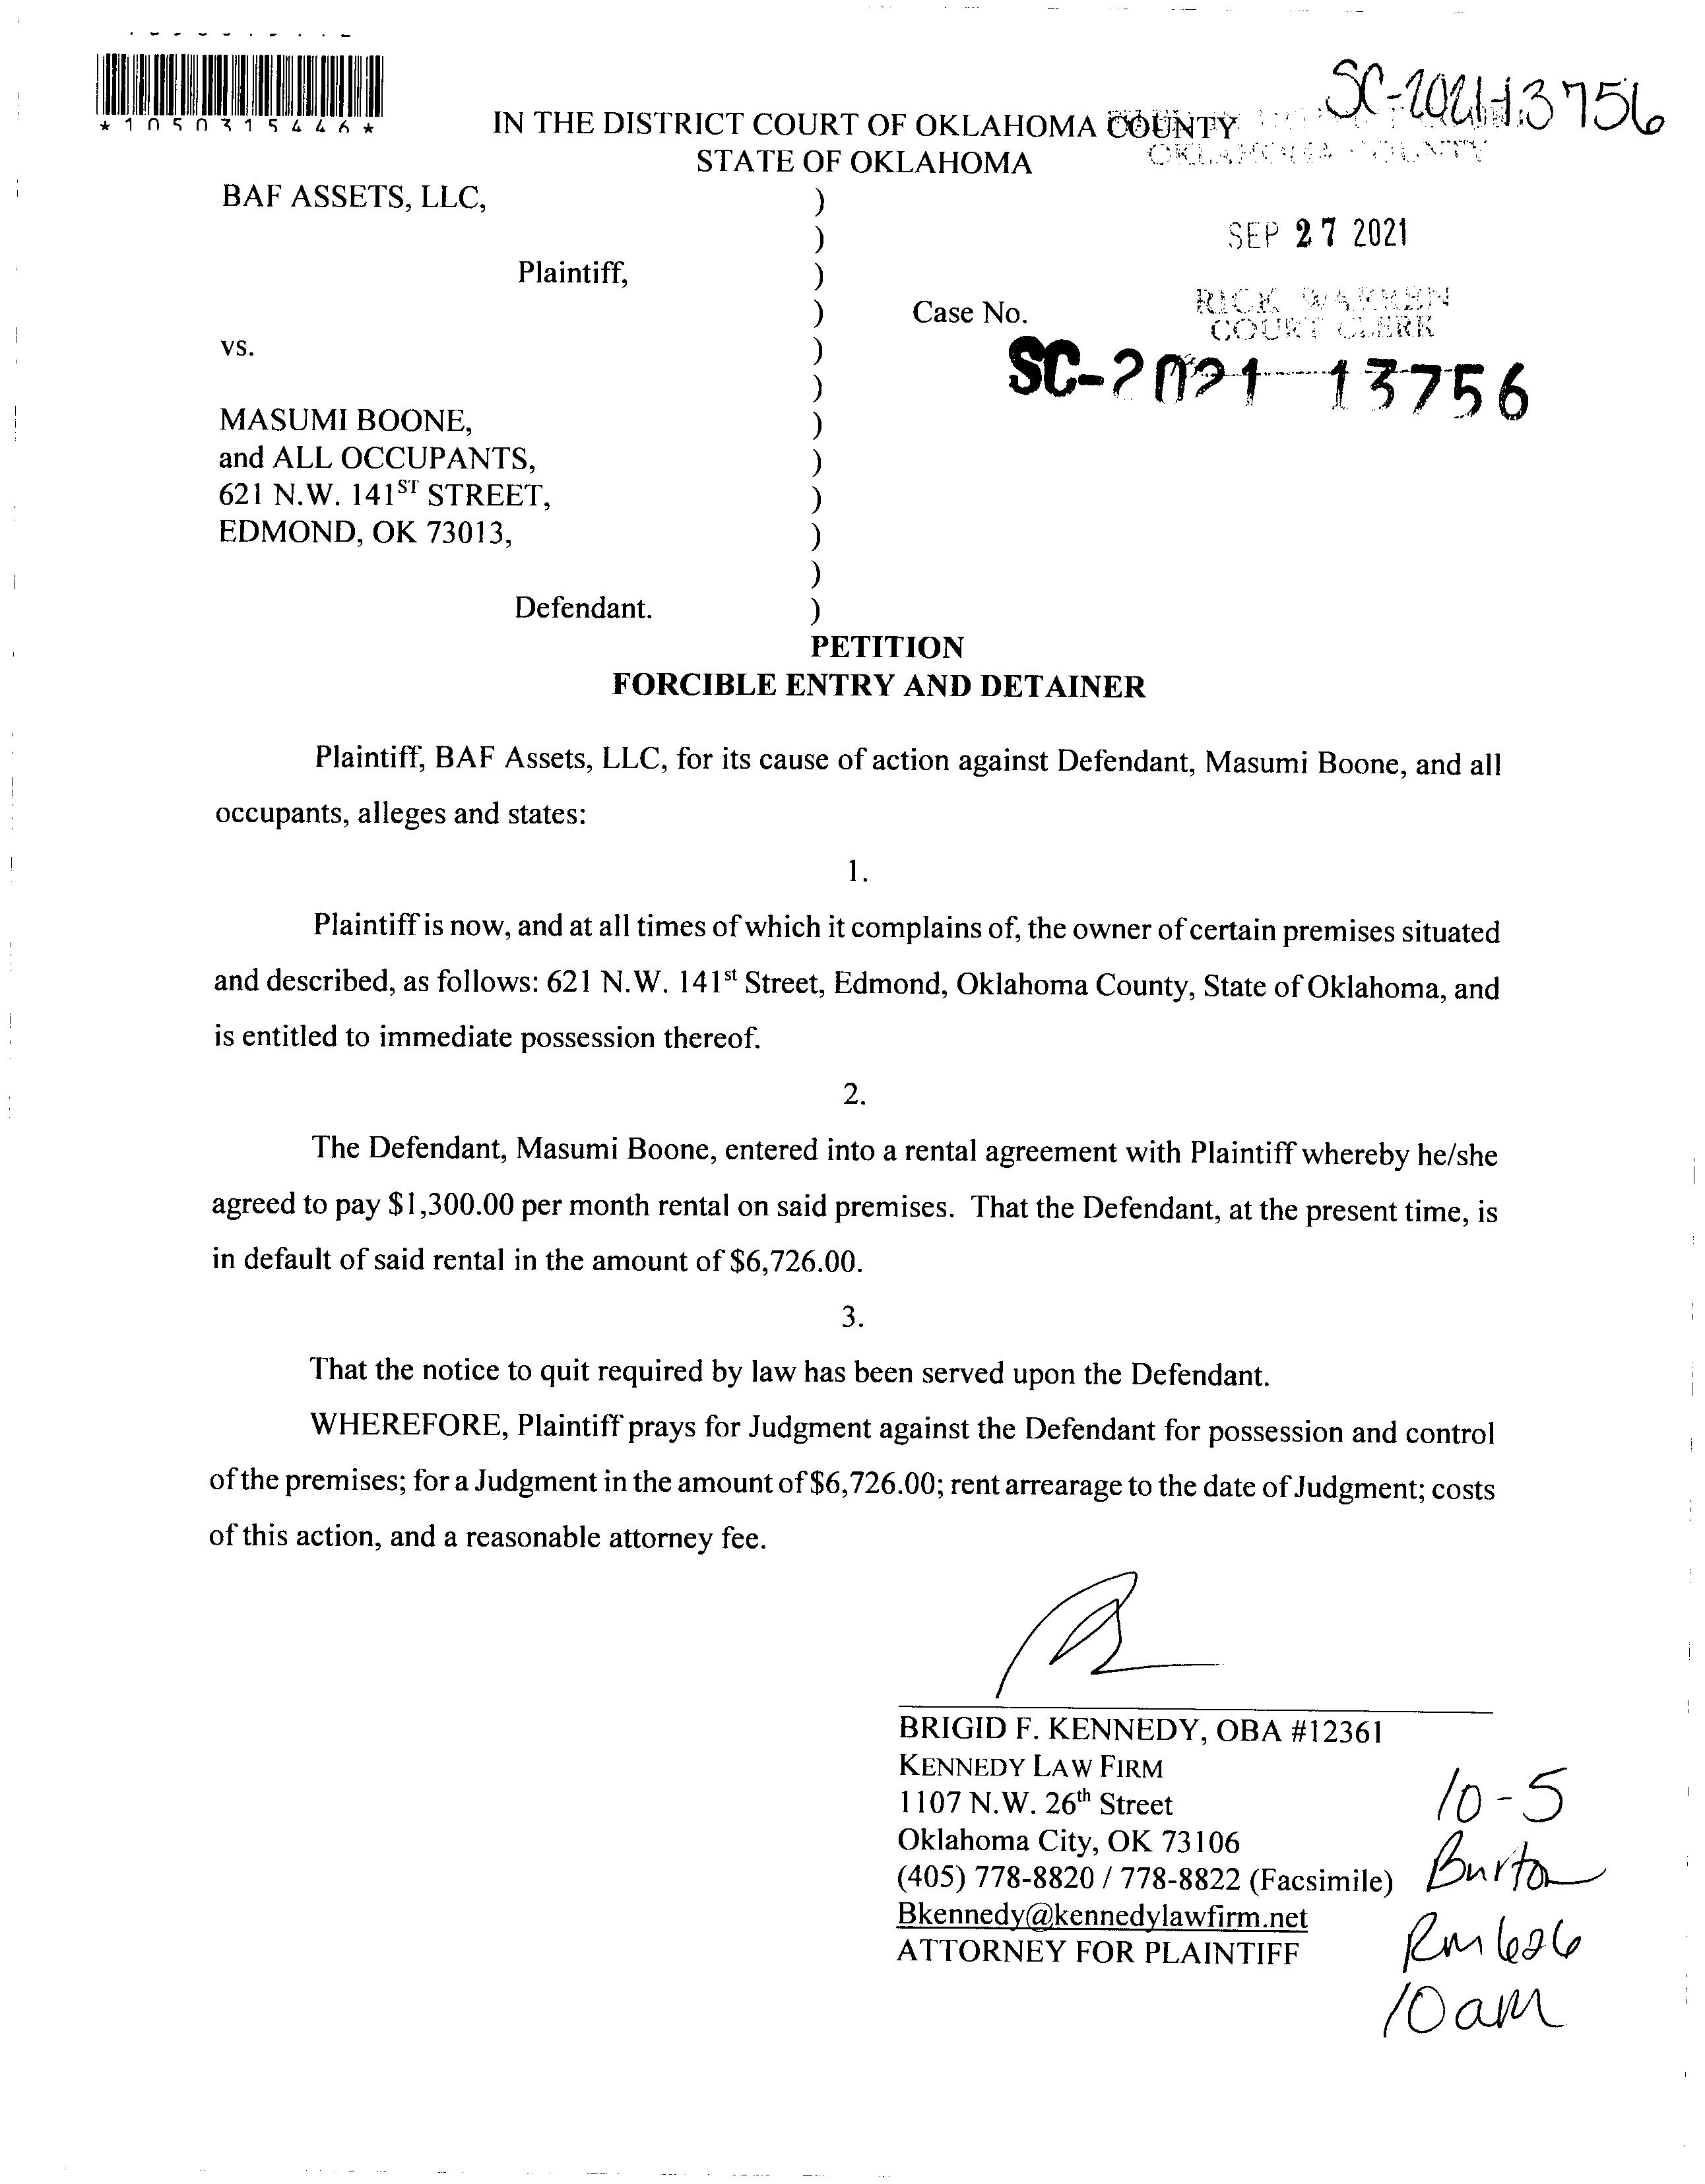 *1050315446*
SC-2021-13756
IN THE DISTRICT COURT OF OKLAHOMA COUNTY
STATE OF OKLAHOMA
OKLAHOMA COUNTY
BAF ASSETS, LLC, )
)
SEP 27 2021
Plaintiff, )
) Case No.
RICK WARREN
COURT CLERK
vs. )
SC-2021 13756
)
MASUMI BOONE, )
and ALL OCCUPANTS, )
621 N.W. 141ST STREET, )
EDMOND, OK 73013, )
)
Defendant. )
PETITION
FORCIBLE ENTRY AND DETAINER
Plaintiff, BAF Assets, LLC, for its cause of action against Defendant, Masumi Boone, and all
occupants, alleges and states:
1.
Plaintiff is now, and at all times of which it complains of, the owner of certain premises situated
and described, as follows: 621 N.W. 141st Street, Edmond, Oklahoma County, State of Oklahoma, and
is entitled to immediate possession thereof.
2.
The Defendant, Masumi Boone, entered into a rental agreement with Plaintiff whereby he/she
agreed to pay $1,300.00 per month rental on said premises. That the Defendant, at the present time, is
in default of said rental in the amount of $6,726.00.
3.
That the notice to quit required by law has been served upon the Defendant.
WHEREFORE, Plaintiff prays for Judgment against the Defendant for possession and control
of the premises; for a Judgment in the amount of $6,726.00; rent arrearage to the date of Judgment; costs
of this action, and a reasonable attorney fee.
BRIGID F. KENNEDY, OBA #12361
KENNEDY LAW FIRM
1107 N.W. 26th Street
Oklahoma City, OK 73106
(405) 778-8820 / 778-8822 (Facsimile)
Bkennedy@kennedylawfirm.net
ATTORNEY FOR PLAINTIFF
10-5
Burton
Rm 626
10am